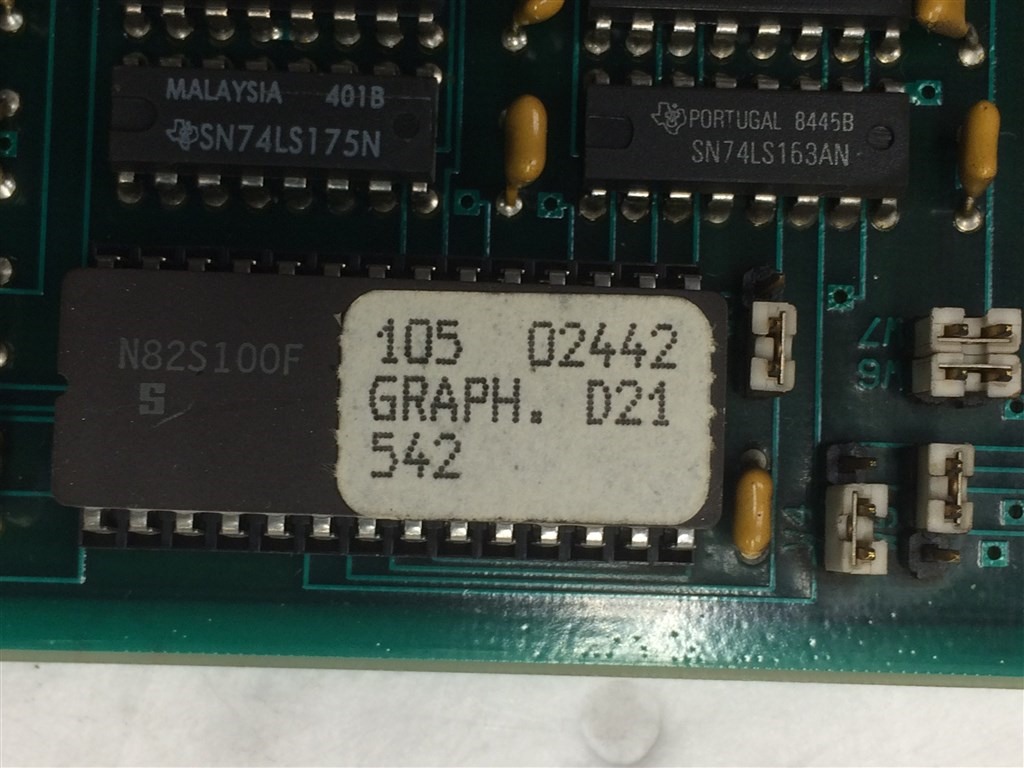 MALAYSIA 401B
SN74LS175N
PORTUGAL 8445B
SN74LS163AN
N82S100F
S
105 02442
GRAPH. D21
542